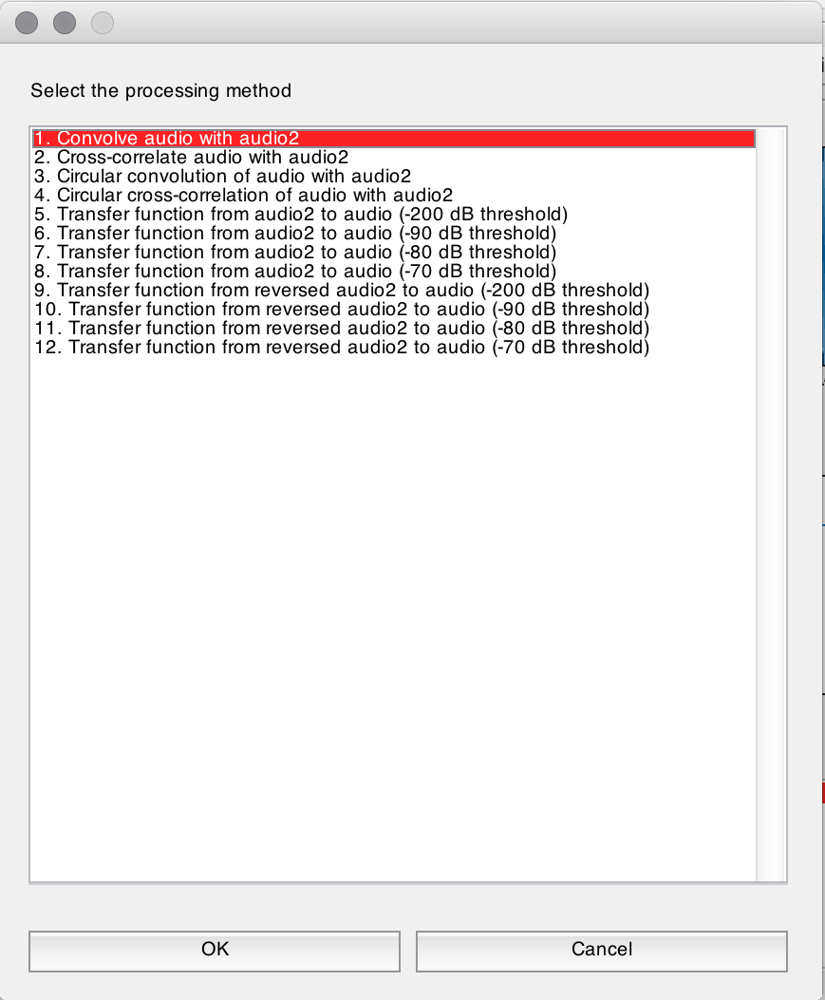 Select the processing method
1. Convolve audio with audio2
2. Cross-correlate audio with audio2
3. Circular convolution of audio with audio2
4. Circular cross-correlation of audio with audio2
5. Transfer function from audio2 to audio (-200 dB threshold)
6. Transfer function from audio2 to audio (-90 dB threshold)
7. Transfer function from audio2 to audio (-80 dB threshold)
8. Transfer function from audio2 to audio (-70 dB threshold)
9. Transfer function from reversed audio2 to audio (-200 dB threshold)
10. Transfer function from reversed audio2 to audio (-90 dB threshold)
11. Transfer function from reversed audio2 to audio (-80 dB threshold)
12. Transfer function from reversed audio2 to audio (-70 dB threshold)
OK
Cancel